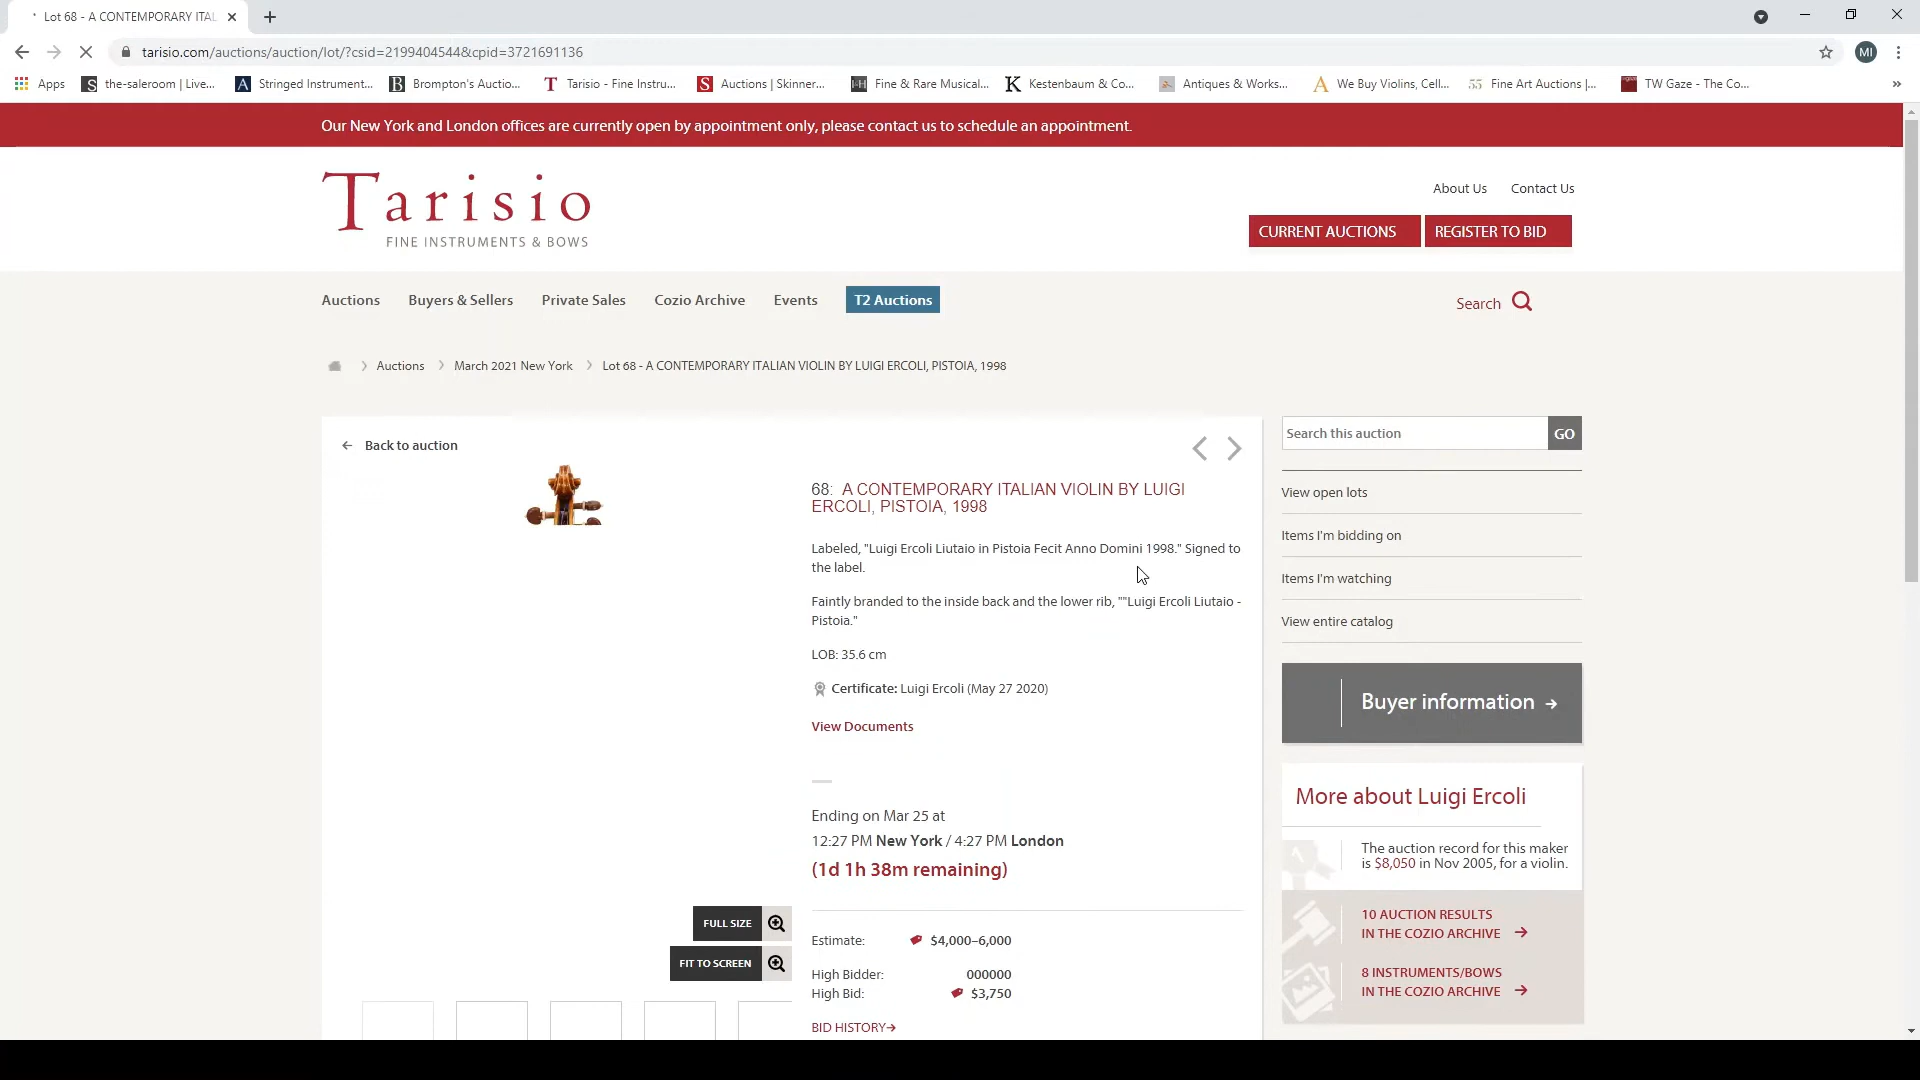 Lot 68 - A CONTEMPORARY ITAL
tarisio.com/auctions/auction/lot/?csid=2199404544&cpid=3721691136
MI
Apps
the-saleroom | Live...
Stringed Instrument...
Brompton's Auctio...
Tarisio - Fine Instru...
Auctions | Skinner...
Fine & Rare Musical...
Kestenbaum & Co...
Antiques & Works...
We Buy Violins, Cell...
Fine Art Auctions |...
TW Gaze - The Co...
»
Our New York and London offices are currently open by appointment only, please contact us to schedule an appointment.
Tarisio
FINE INSTRUMENTS & BOWS
About Us
Contact Us
CURRENT AUCTIONS
REGISTER TO BID
Auctions
Buyers & Sellers
Private Sales
Cozio Archive
Events
T2 Auctions
Search
Auctions
March 2021 New York
Lot 68 - A CONTEMPORARY ITALIAN VIOLIN BY LUIGI ERCOLI, PISTOIA, 1998
Back to auction
68: A CONTEMPORARY ITALIAN VIOLIN BY LUIGI
ERCOLI, PISTOIA, 1998
Labeled, "Luigi Ercoli Liutaio in Pistoia Fecit Anno Domini 1998." Signed to
the label.
Faintly branded to the inside back and the lower rib, ""Luigi Ercoli Liutaio -
Pistoia."
LOB: 35.6 cm
Certificate: Luigi Ercoli (May 27 2020)
View Documents
Ending on Mar 25 at
12:27 PM New York / 4:27 PM London
(1d 1h 38m remaining)
FULL SIZE
FIT TO SCREEN
Estimate: $4,000–6,000
High Bidder: 000000
High Bid: $3,750
BID HISTORY→
Search this auction
GO
View open lots
Items I'm bidding on
Items I'm watching
View entire catalog
Buyer information →
More about Luigi Ercoli
The auction record for this maker
is $8,050 in Nov 2005, for a violin.
10 AUCTION RESULTS
IN THE COZIO ARCHIVE →
8 INSTRUMENTS/BOWS
IN THE COZIO ARCHIVE →